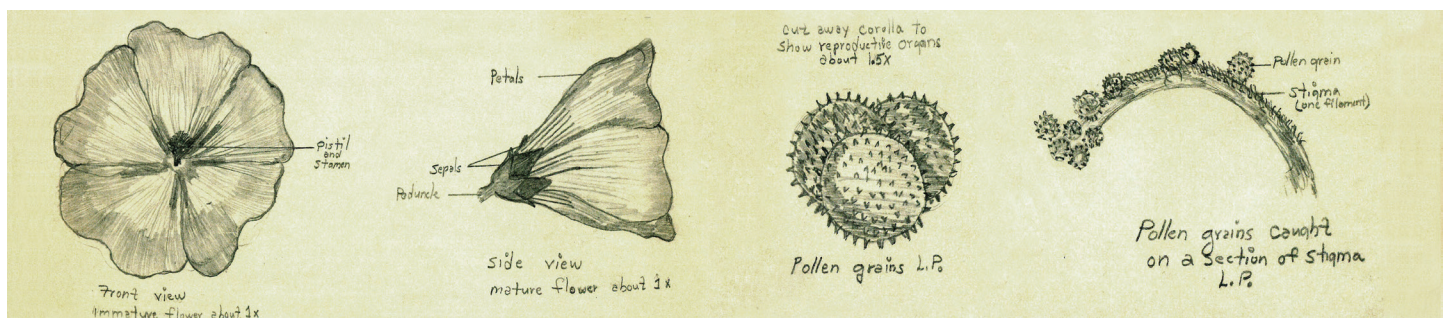 Pistil
and
Stamen
Front view
immature flower about 1x
Petals
Sepals
Peduncle
side view
mature flower about 1x
cut away corolla to
show reproductive organs
about 1.5x
Pollen grains L.P.
Pollen grain
Stigma
(one filament)
Pollen grains caught
on a section of stigma
L.P.